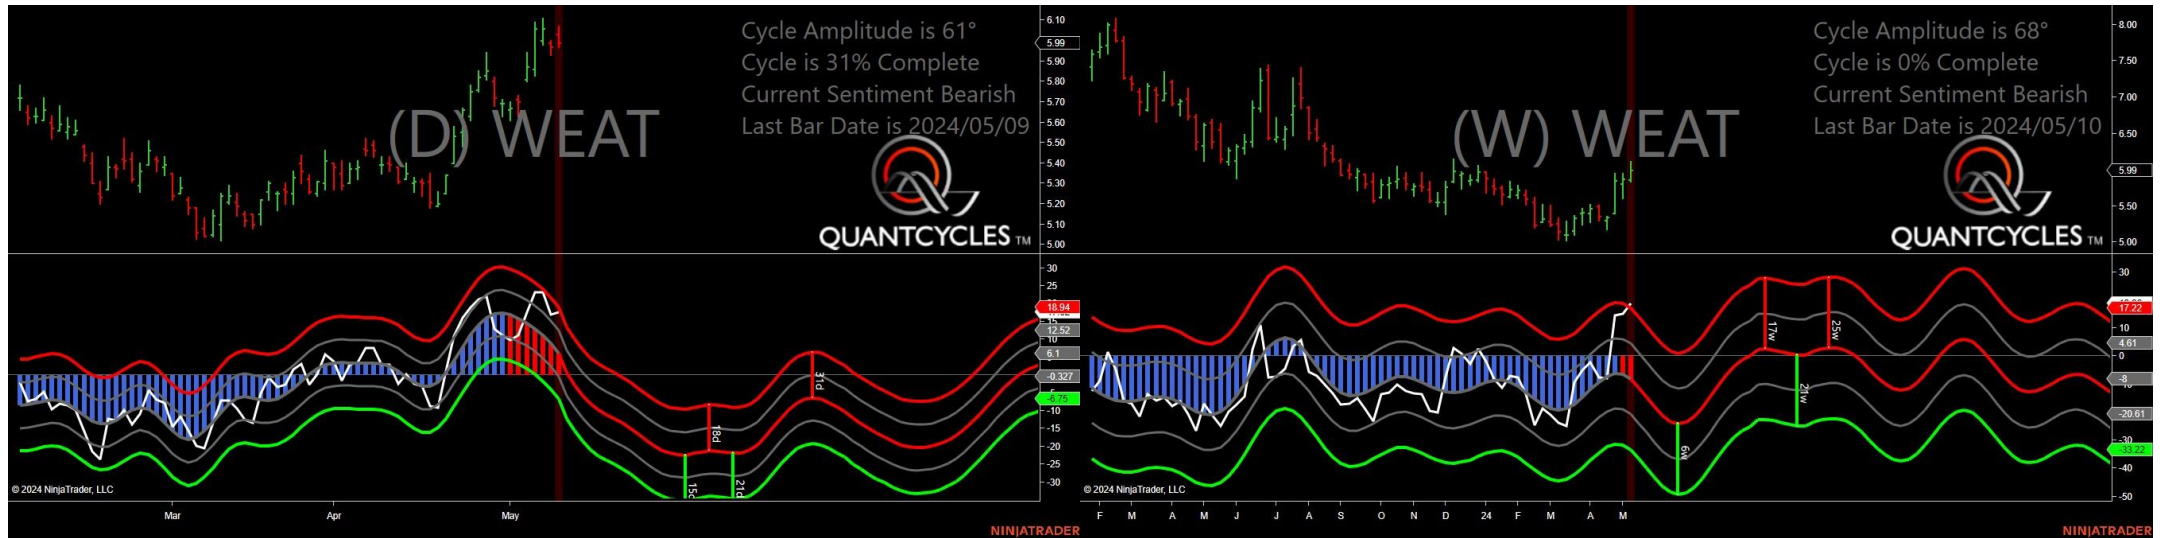 (D) WEAT
Cycle Amplitude is 61°
Cycle is 31% Complete
Current Sentiment Bearish
Last Bar Date is 2024/05/09
QUANTCYCLES TM
6.10
5.99
5.90
5.80
5.70
5.60
5.50
5.40
5.30
5.20
5.10
5.00
30
25
18.94
15
12.52
10
6.1
-0.327
-5
-6.75
-10
-15
-20
-25
-30
18d
31d
21d
© 2024 NinjaTrader, LLC
Mar Apr May
NINJATRADER
(W) WEAT
Cycle Amplitude is 68°
Cycle is 0% Complete
Current Sentiment Bearish
Last Bar Date is 2024/05/10
QUANTCYCLES TM
8.00
7.50
7.00
6.50
5.99
5.50
5.00
30
17.22
10
4.61
0
-8
-20.61
-30
-33.22
-40
-50
6w
17w
21w
25w
© 2024 NinjaTrader, LLC
F M A M J J A S O N D 24 F M A M
NINJATRADER